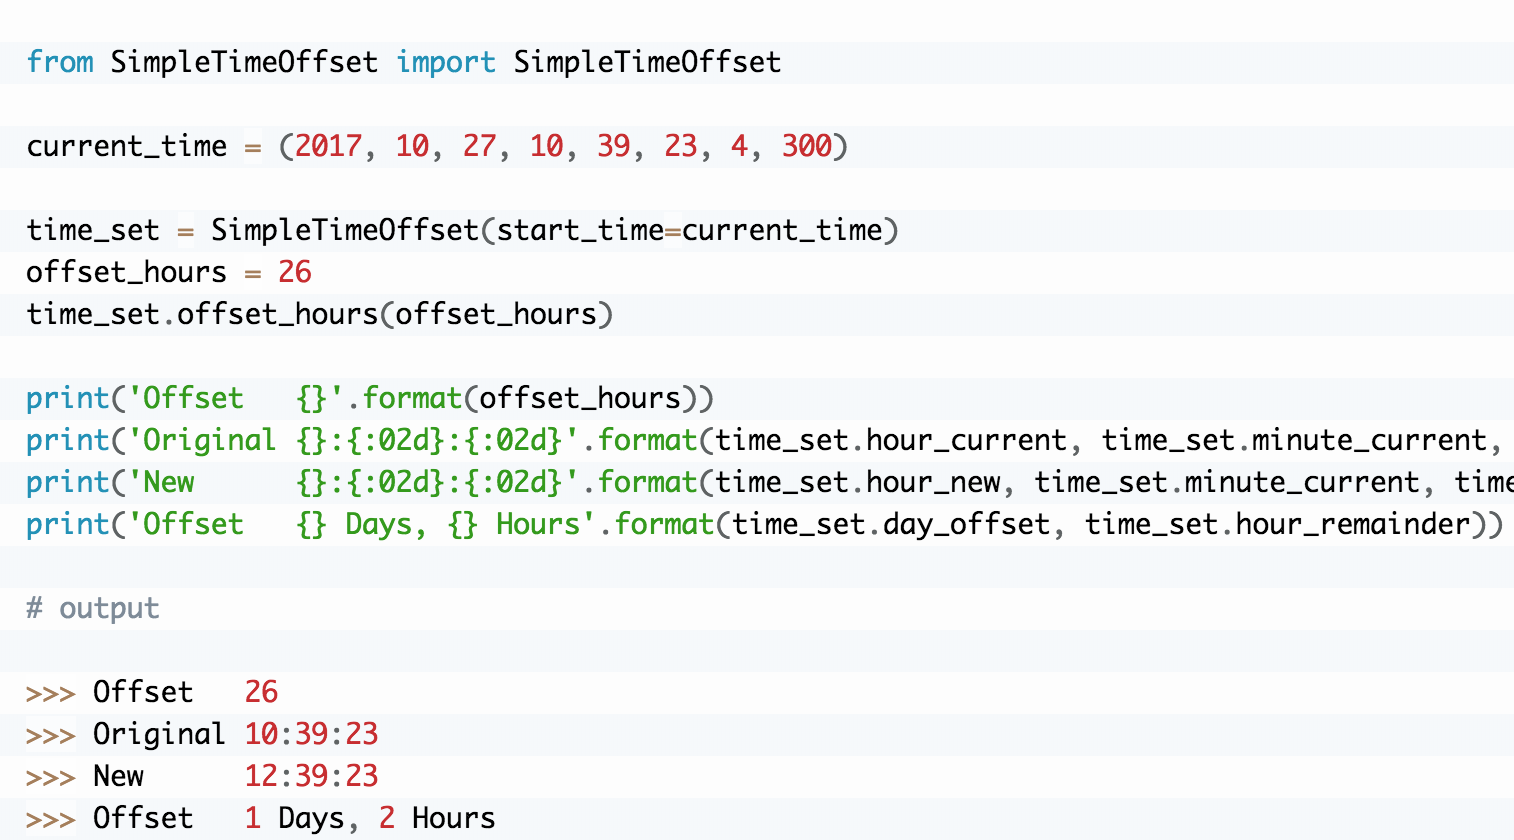 from SimpleTimeOffset import SimpleTimeOffset
current_time = (2017, 10, 27, 10, 39, 23, 4, 300)
time_set = SimpleTimeOffset(start_time=current_time)
offset_hours = 26
time_set.offset_hours(offset_hours)
print('Offset   {}'.format(offset_hours))
print('Original {}:{:02d}:{:02d}'.format(time_set.hour_current, time_set.minute_current,
print('New      {}:{:02d}:{:02d}'.format(time_set.hour_new, time_set.minute_current, time
print('Offset   {} Days, {} Hours'.format(time_set.day_offset, time_set.hour_remainder))
# output
>>> Offset   26
>>> Original 10:39:23
>>> New      12:39:23
>>> Offset   1 Days, 2 Hours